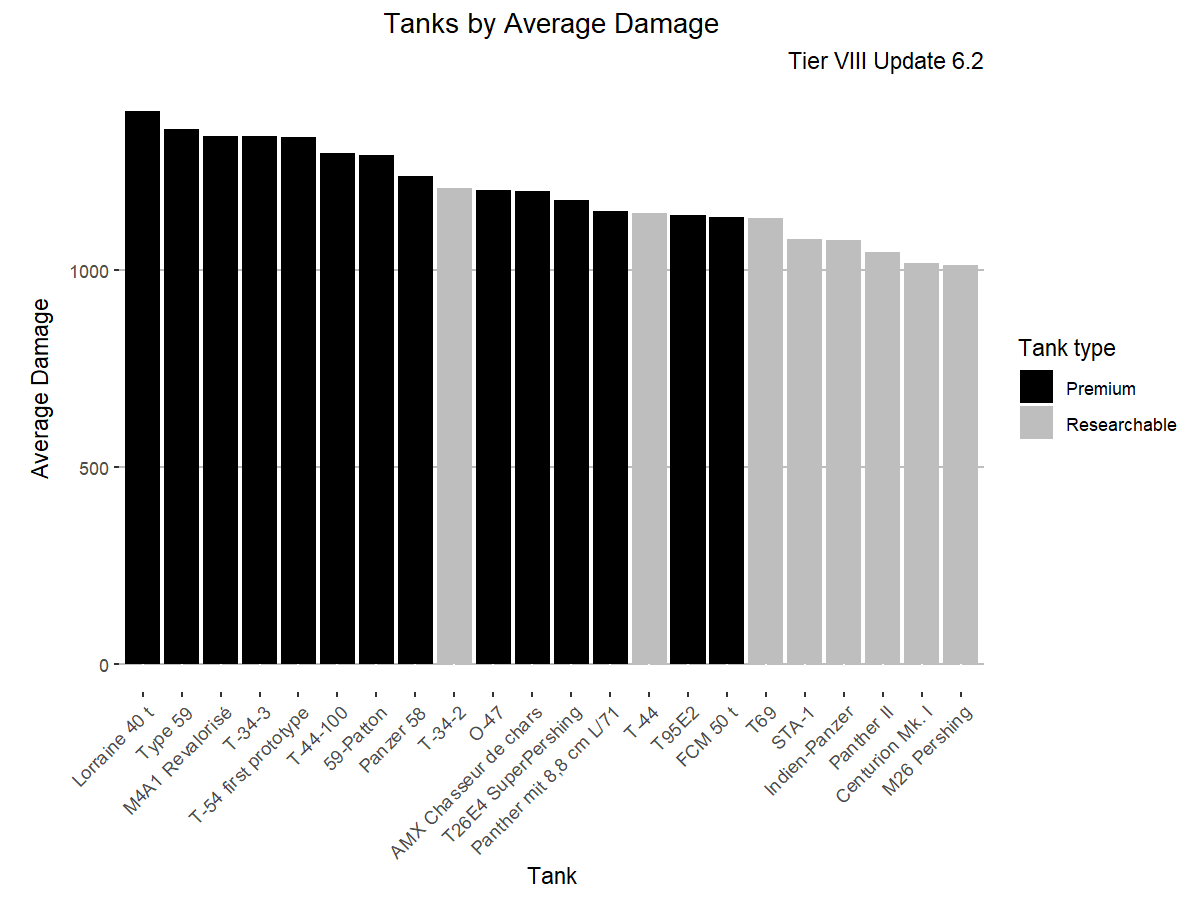 Tanks by Average Damage
Tier VIII Update 6.2
Average Damage
1000
500
0
Lorraine 40 t
Type 59
M4A1 Revalorisé
T-34-3
T-54 first prototype
T-44-100
59-Patton
Panzer 58
T-34-2
O-47
AMX Chasseur de chars
T26E4 SuperPershing
Panther mit 8,8 cm L/71
T-44
T95E2
FCM 50 t
T69
STA-1
Indien-Panzer
Panther II
Centurion Mk. I
M26 Pershing
Tank
Tank type
Premium
Researchable